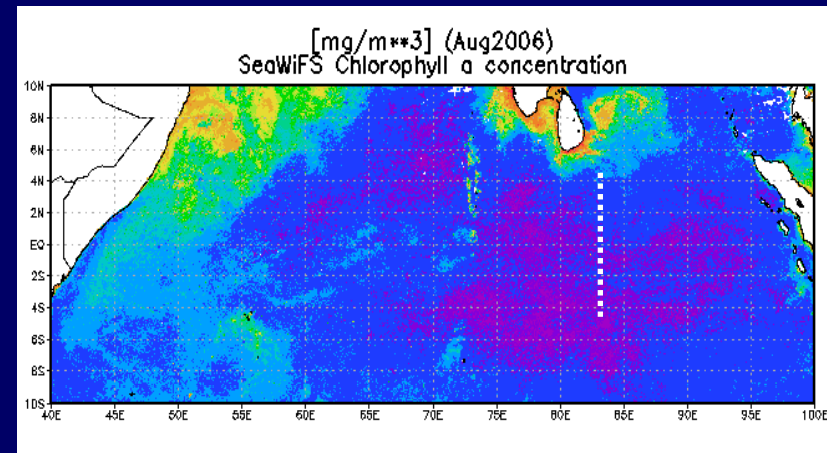 [mg/m**3] (Aug2006)
SeaWiFS Chlorophyll a concentration
10N
8N
6N
4N
2N
EQ
2S
4S
6S
8S
10S
40E 45E 50E 55E 60E 65E 70E 75E 80E 85E 90E 95E 100E